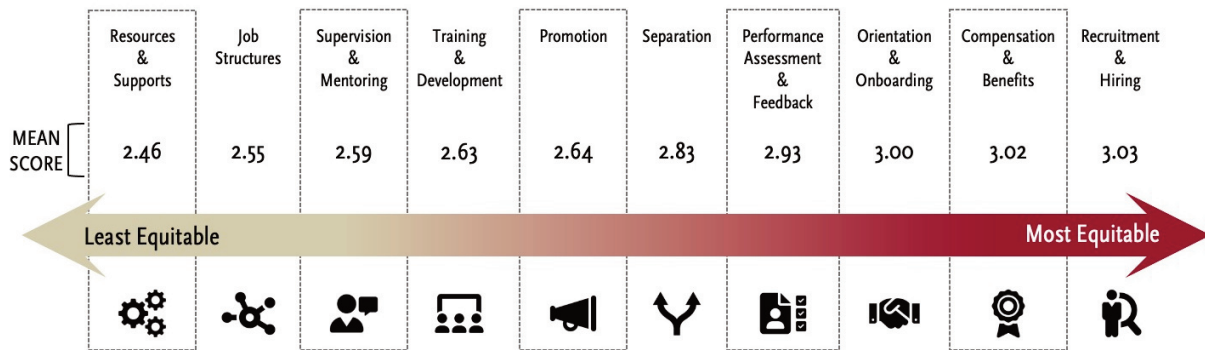 Resources
&
Supports
Job
Structures
Supervision
&
Mentoring
Training
&
Development
Promotion
Separation
Performance
Assessment
&
Feedback
Orientation
&
Onboarding
Compensation
&
Benefits
Recruitment
&
Hiring
MEAN
SCORE
2.46
2.55
2.59
2.63
2.64
2.83
2.93
3.00
3.02
3.03
Least Equitable
Most Equitable